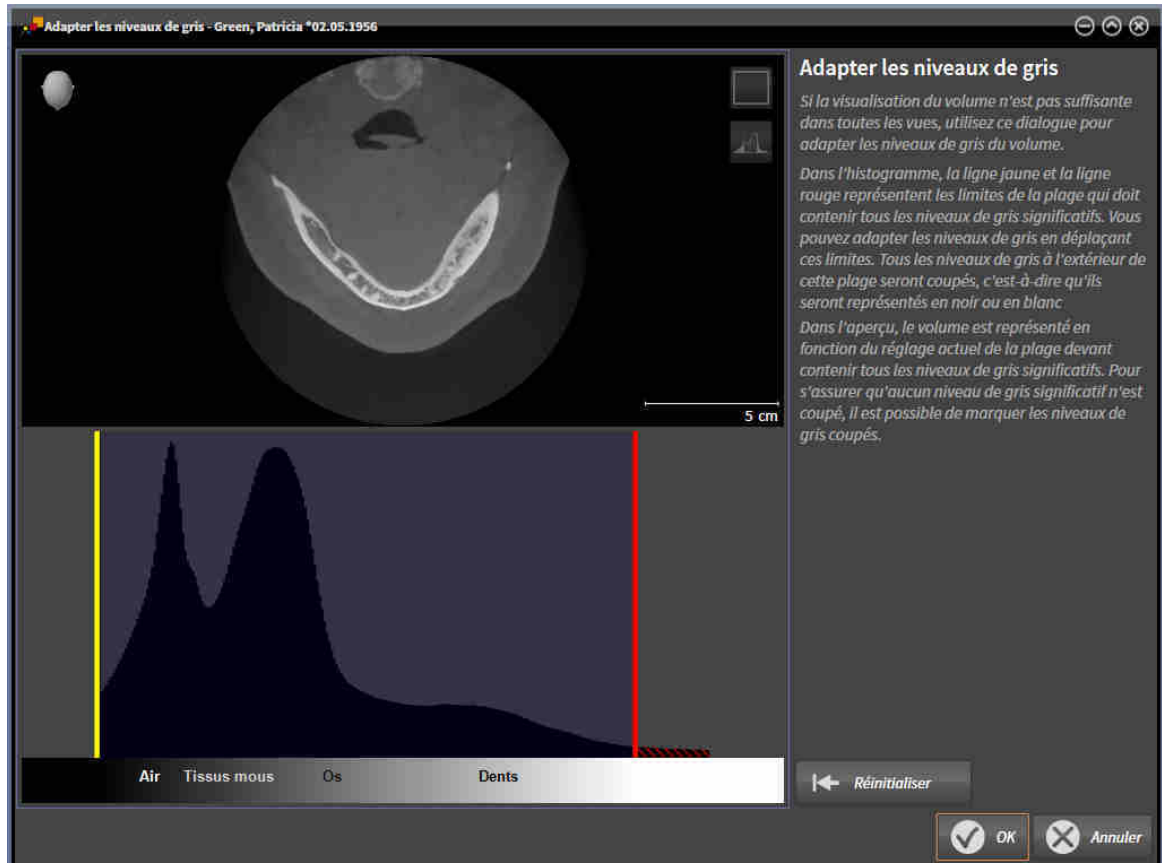 Adapter les niveaux de gris - Green, Patricia *02.05.1956
5 cm
Air Tissus mous Os Dents
Adapter les niveaux de gris
Si la visualisation du volume n'est pas suffisante
dans toutes les vues, utilisez ce dialogue pour
adapter les niveaux de gris du volume.
Dans l'histogramme, la ligne jaune et la ligne
rouge représentent les limites de la plage qui doit
contenir tous les niveaux de gris significatifs. Vous
pouvez adapter les niveaux de gris en déplaçant
ces limites. Tous les niveaux de gris à l'extérieur de
cette plage seront coupés, c'est-à-dire qu'ils
seront représentés en noir ou en blanc
Dans l'aperçu, le volume est représenté en
fonction du réglage actuel de la plage devant
contenir tous les niveaux de gris significatifs. Pour
s'assurer qu'aucun niveau de gris significatif n'est
coupé, il est possible de marquer les niveaux de
gris coupés.
Réinitialiser
OK Annuler